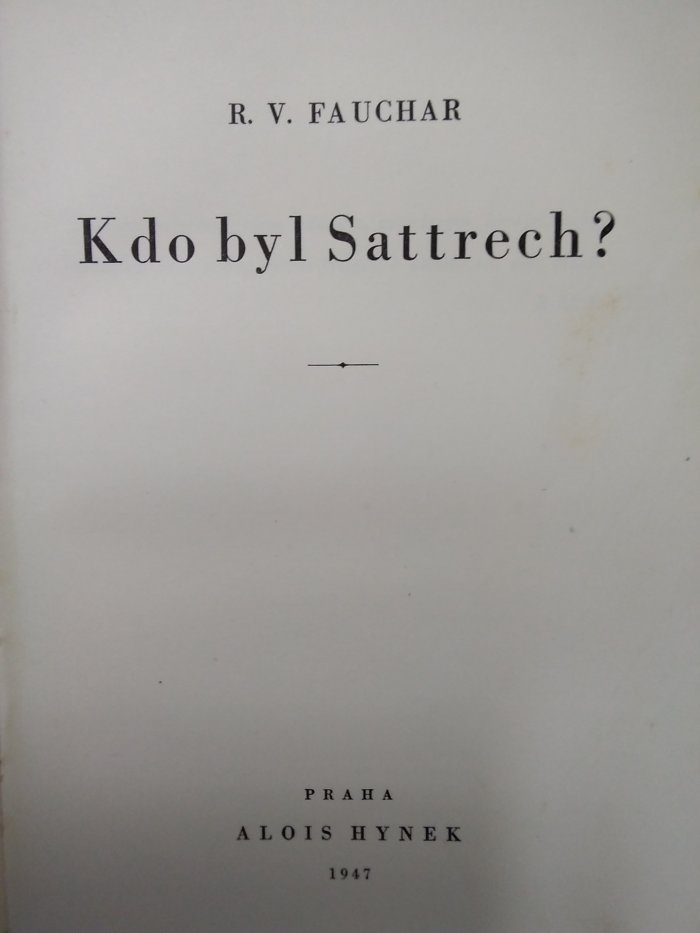 R. V. FAUCHAR
Kdo byl Sattrech?
PRAHA
ALOIS HYNEK
1947